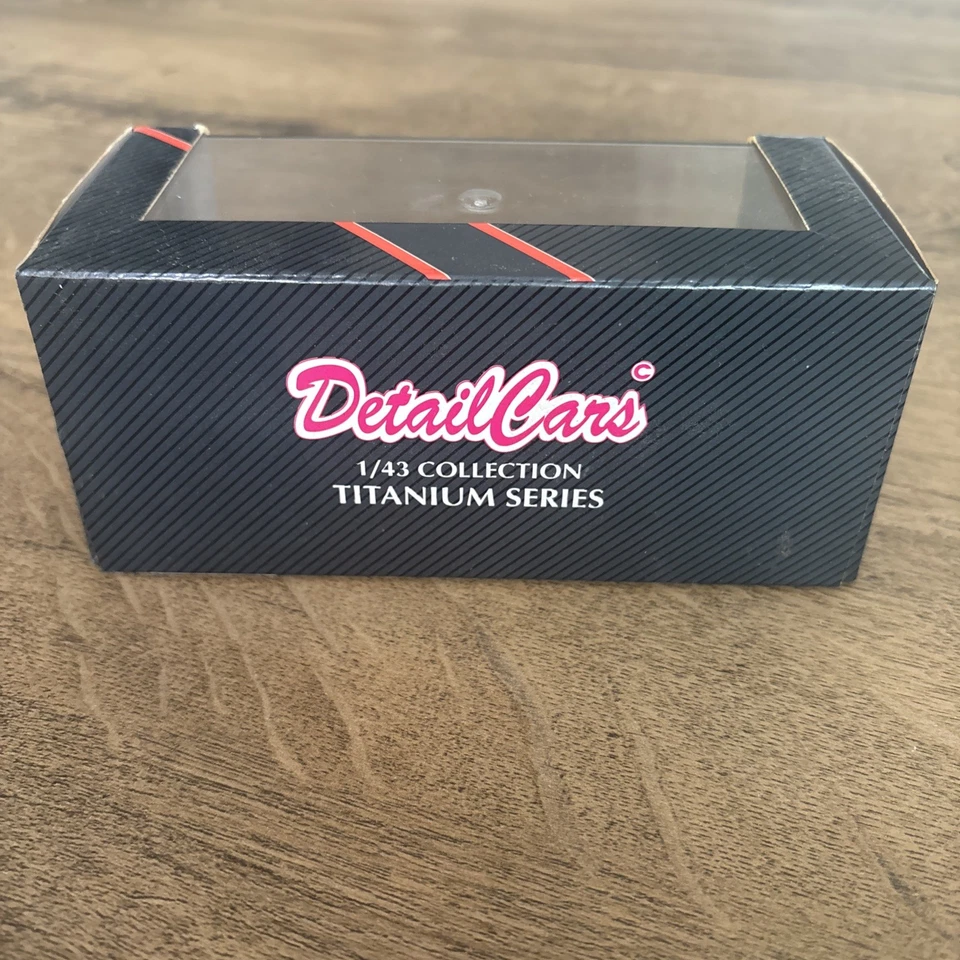 DetailCars©
1/43 COLLECTION
TITANIUM SERIES